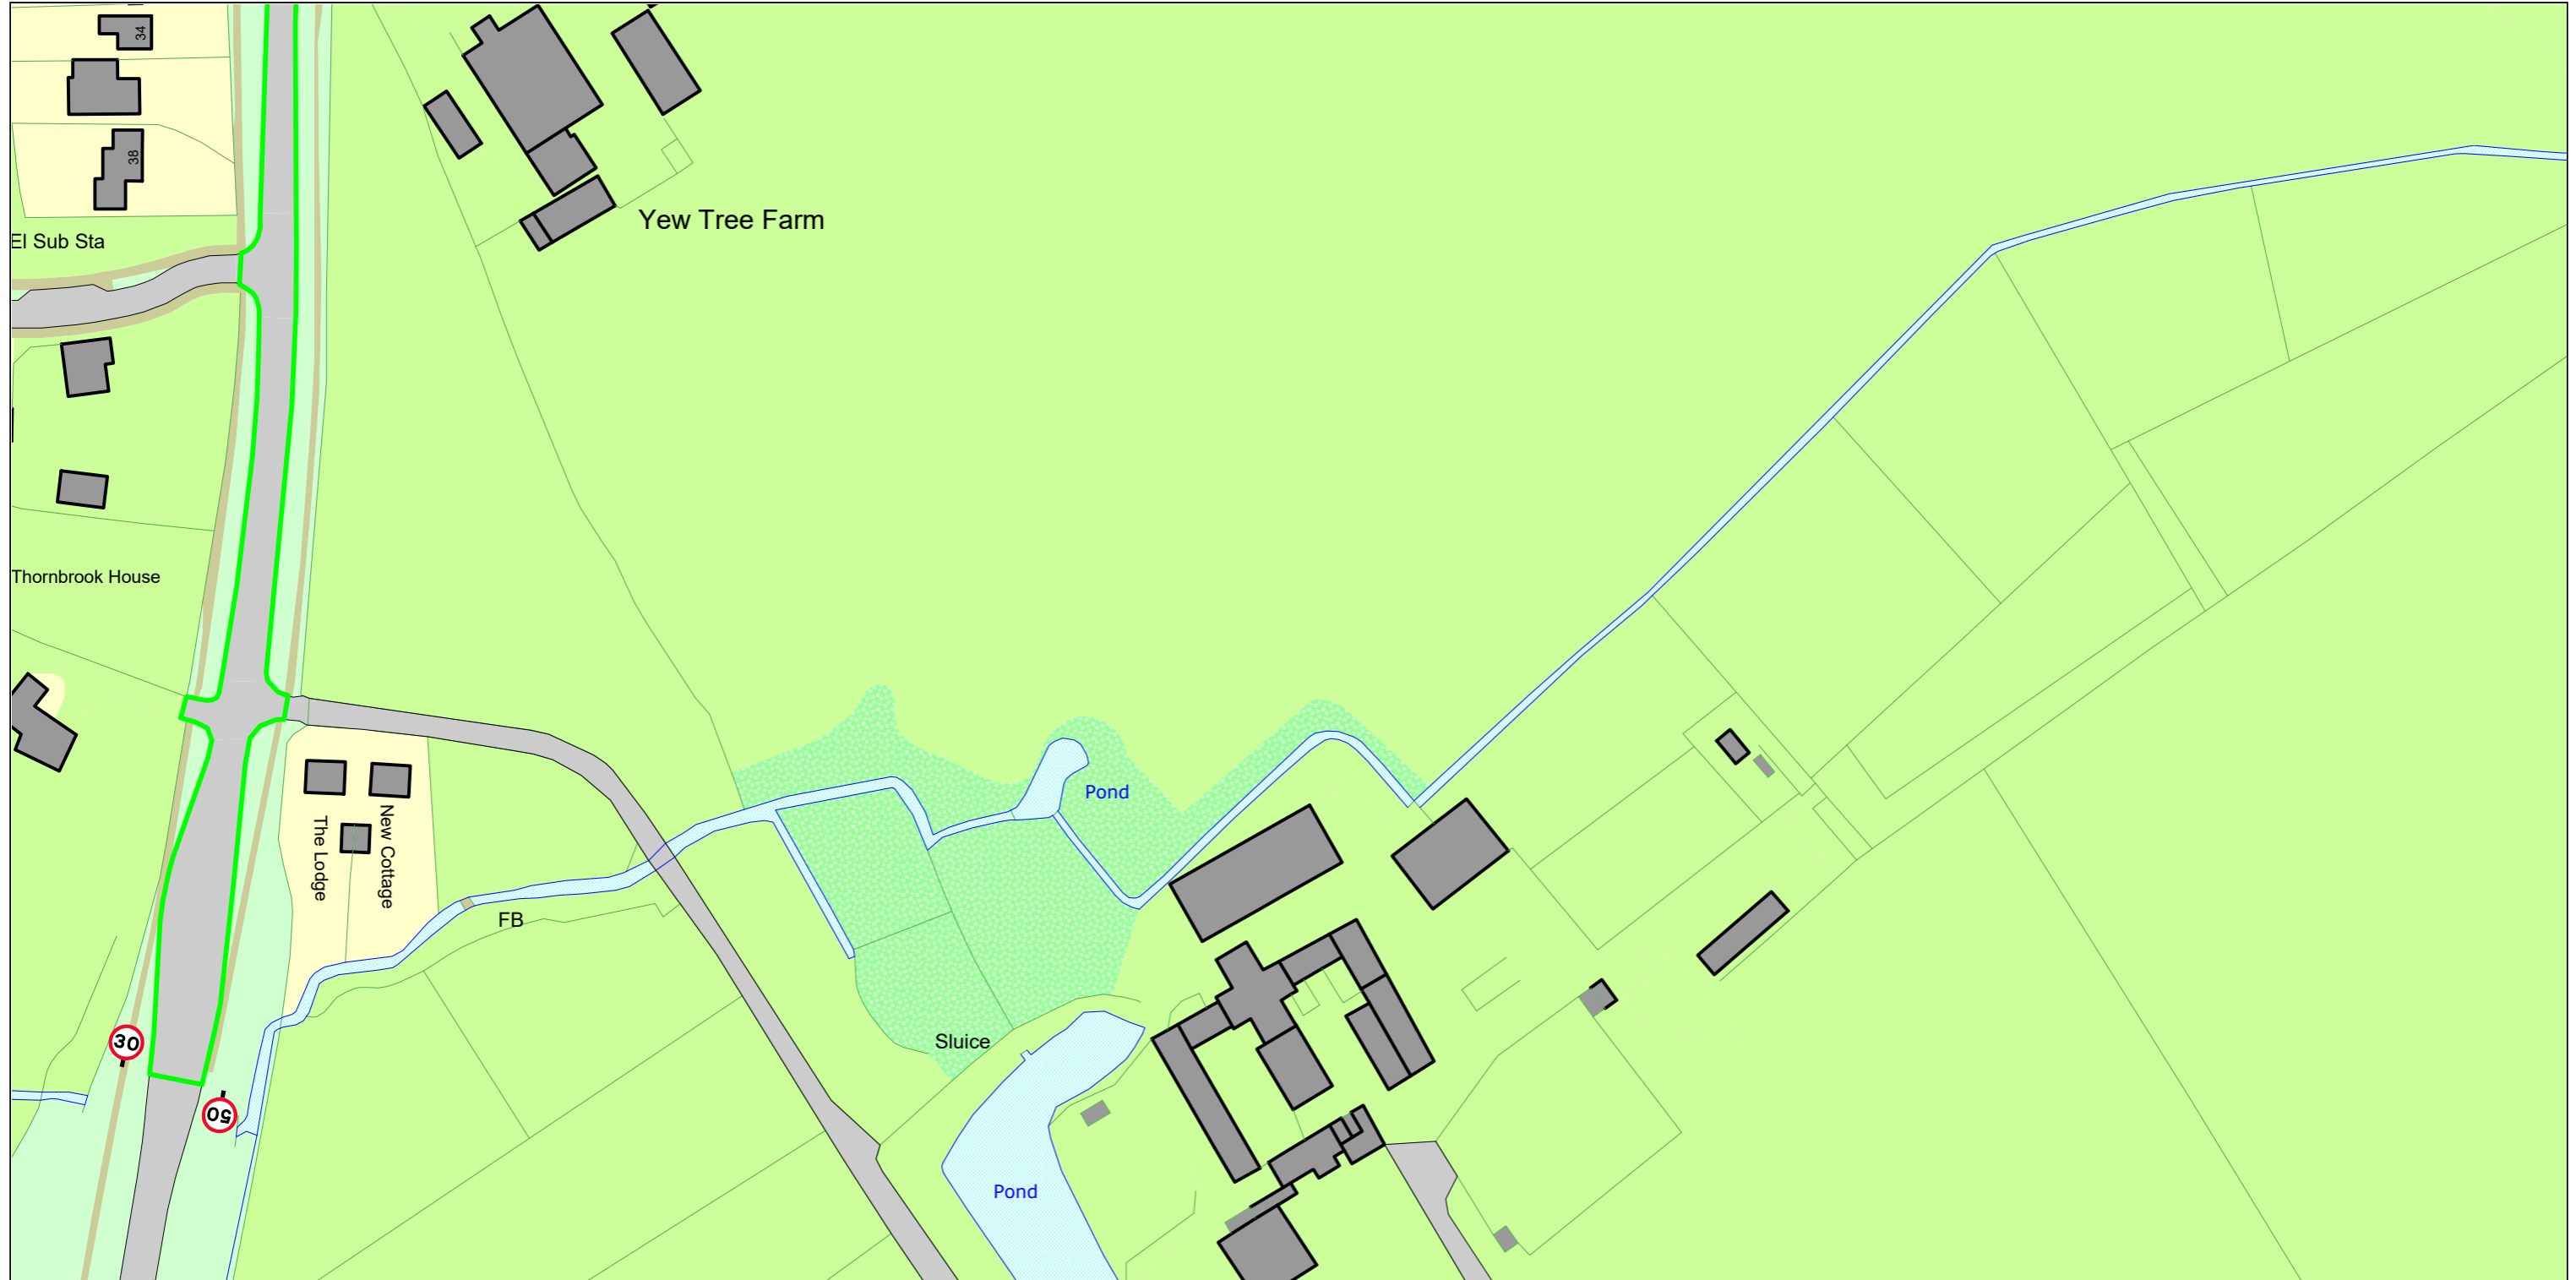 34
38
Yew Tree Farm
El Sub Sta
Thornbrook House
Pond
The Lodge
New Cottage
FB
30
Sluice
50
Pond